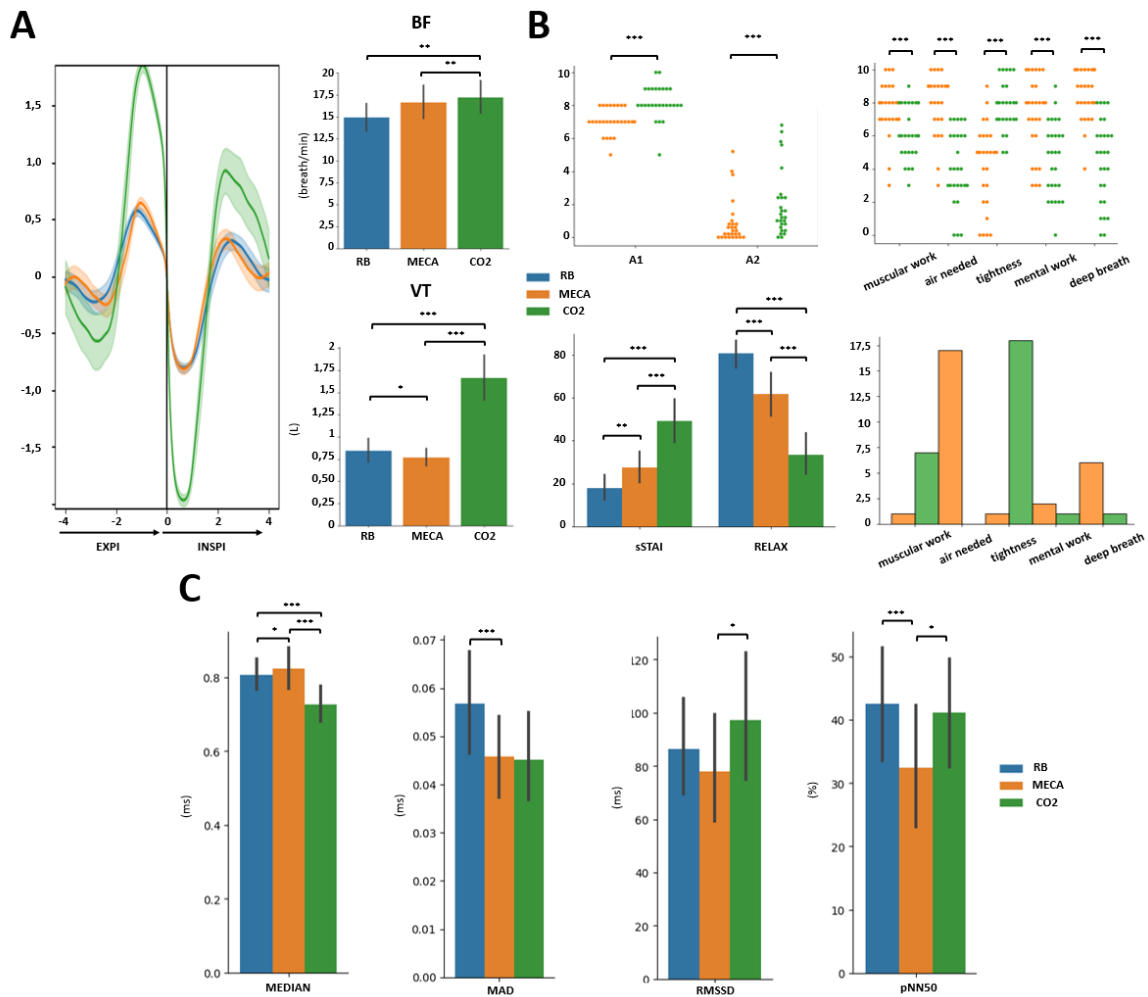 A
BF
B
**
**
***
***
***
***
***
***
***
1,5
1,0
0,5
0
-0,5
-1,0
-1,5
-4
-2
0
2
4
EXPI
INSPI
20
17,5
15
12,5
10
7,5
5
2,5
0
(breath/min)
RB
MECA
CO2
10
8
6
4
2
0
A1
A2
10
8
6
4
2
0
muscular work
air needed
tightness
mental work
deep breath
VT
***
***
*
2
1,75
1,5
1,25
1
0,75
0,5
0,25
0
(L)
RB
MECA
CO2
RB
MECA
CO2
***
***
**
***
***
***
80
60
40
20
0
sSTAI
RELAX
17,5
15
12,5
10
7,5
5
2,5
0
muscular work
air needed
tightness
mental work
deep breath
C
***
*
***
0.8
0.6
0.4
0.2
0.0
(ms)
MEDIAN
***
0.07
0.06
0.05
0.04
0.03
0.02
0.01
0.00
(ms)
MAD
*
120
100
80
60
40
20
0
(ms)
RMSSD
***
*
50
40
30
20
10
0
(%)
pNN50
RB
MECA
CO2